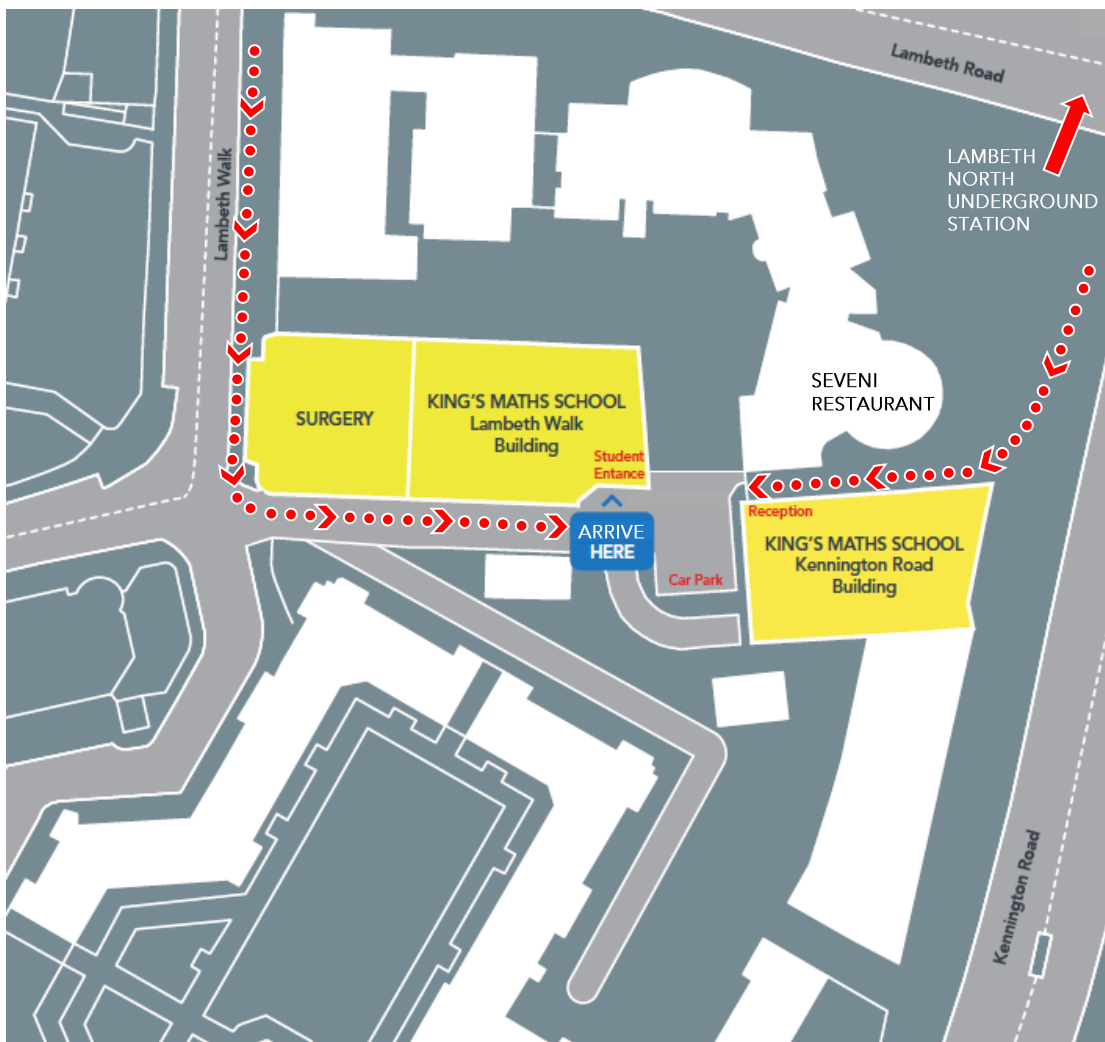 Lambeth Road
LAMBETH
NORTH
UNDERGROUND
STATION
Lambeth Walk
SEVENI
RESTAURANT
SURGERY
KING'S MATHS SCHOOL
Lambeth Walk
Building
Student
Entance
Reception
ARRIVE
HERE
KING'S MATHS SCHOOL
Kennington Road
Building
Car Park
Kennington Road